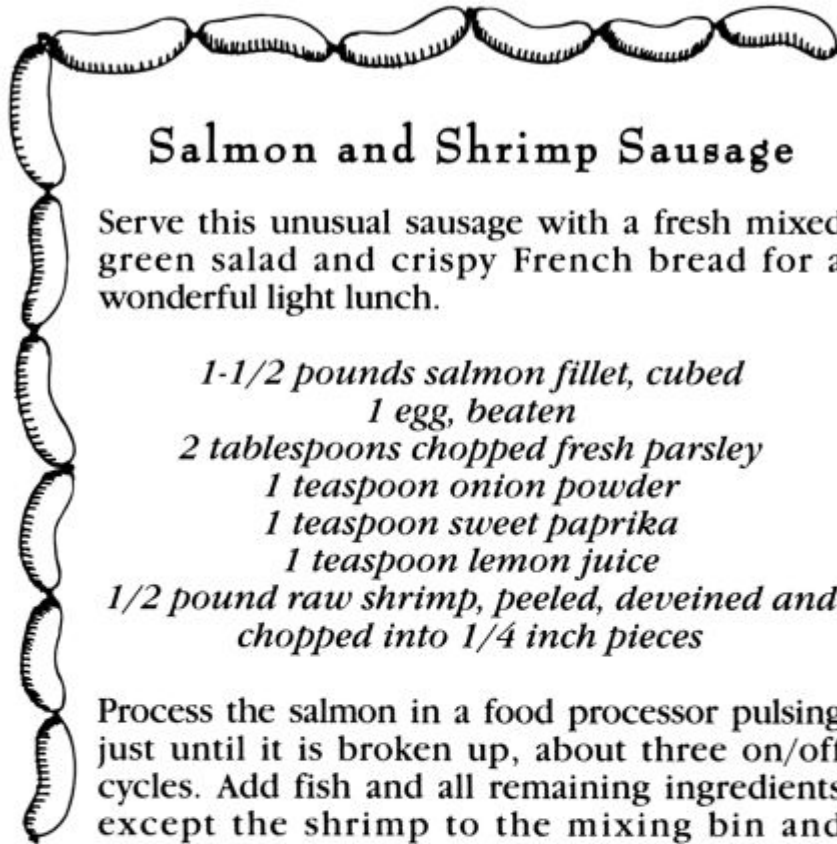 Salmon and Shrimp Sausage
Serve this unusual sausage with a fresh mixed
green salad and crispy French bread for a
wonderful light lunch.
1-1/2 pounds salmon fillet, cubed
1 egg, beaten
2 tablespoons chopped fresh parsley
1 teaspoon onion powder
1 teaspoon sweet paprika
1 teaspoon lemon juice
1/2 pound raw shrimp, peeled, deveined and
chopped into 1/4 inch pieces
Process the salmon in a food processor pulsing
just until it is broken up, about three on/off
cycles. Add fish and all remaining ingredients
except the shrimp to the mixing bin and